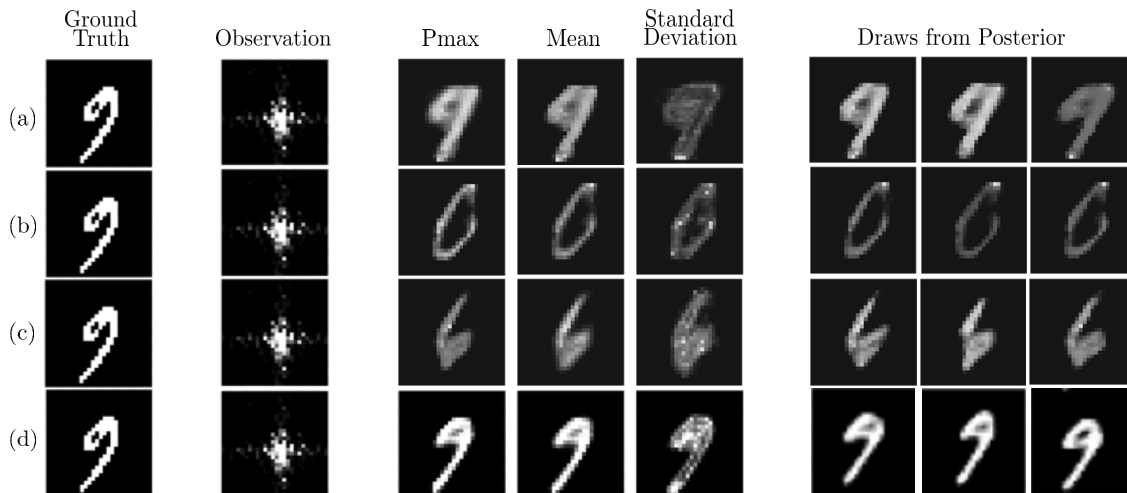 Ground
Truth
Observation
Pmax
Mean
Standard
Deviation
Draws from Posterior
(a)
(b)
(c)
(d)